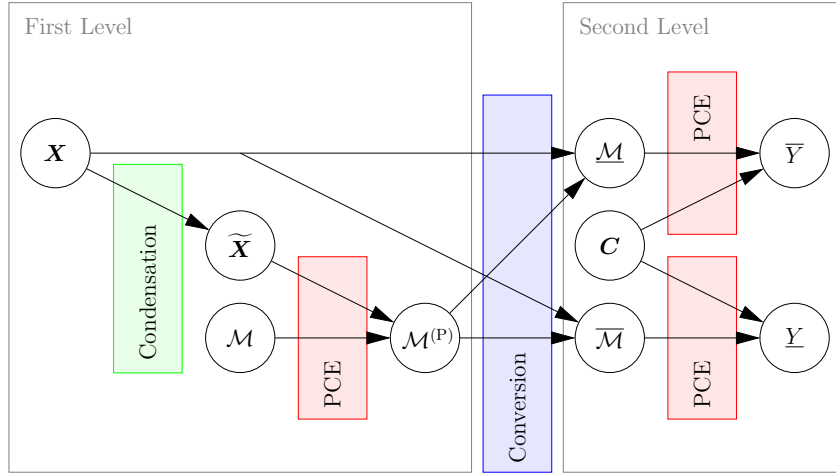 First Level
Second Level
PCE
𝑿
M̲
Y̅
Condensation
X̃
𝑪
M
PCE
M⁽ᴾ⁾
Conversion
M̅
PCE
Y̲